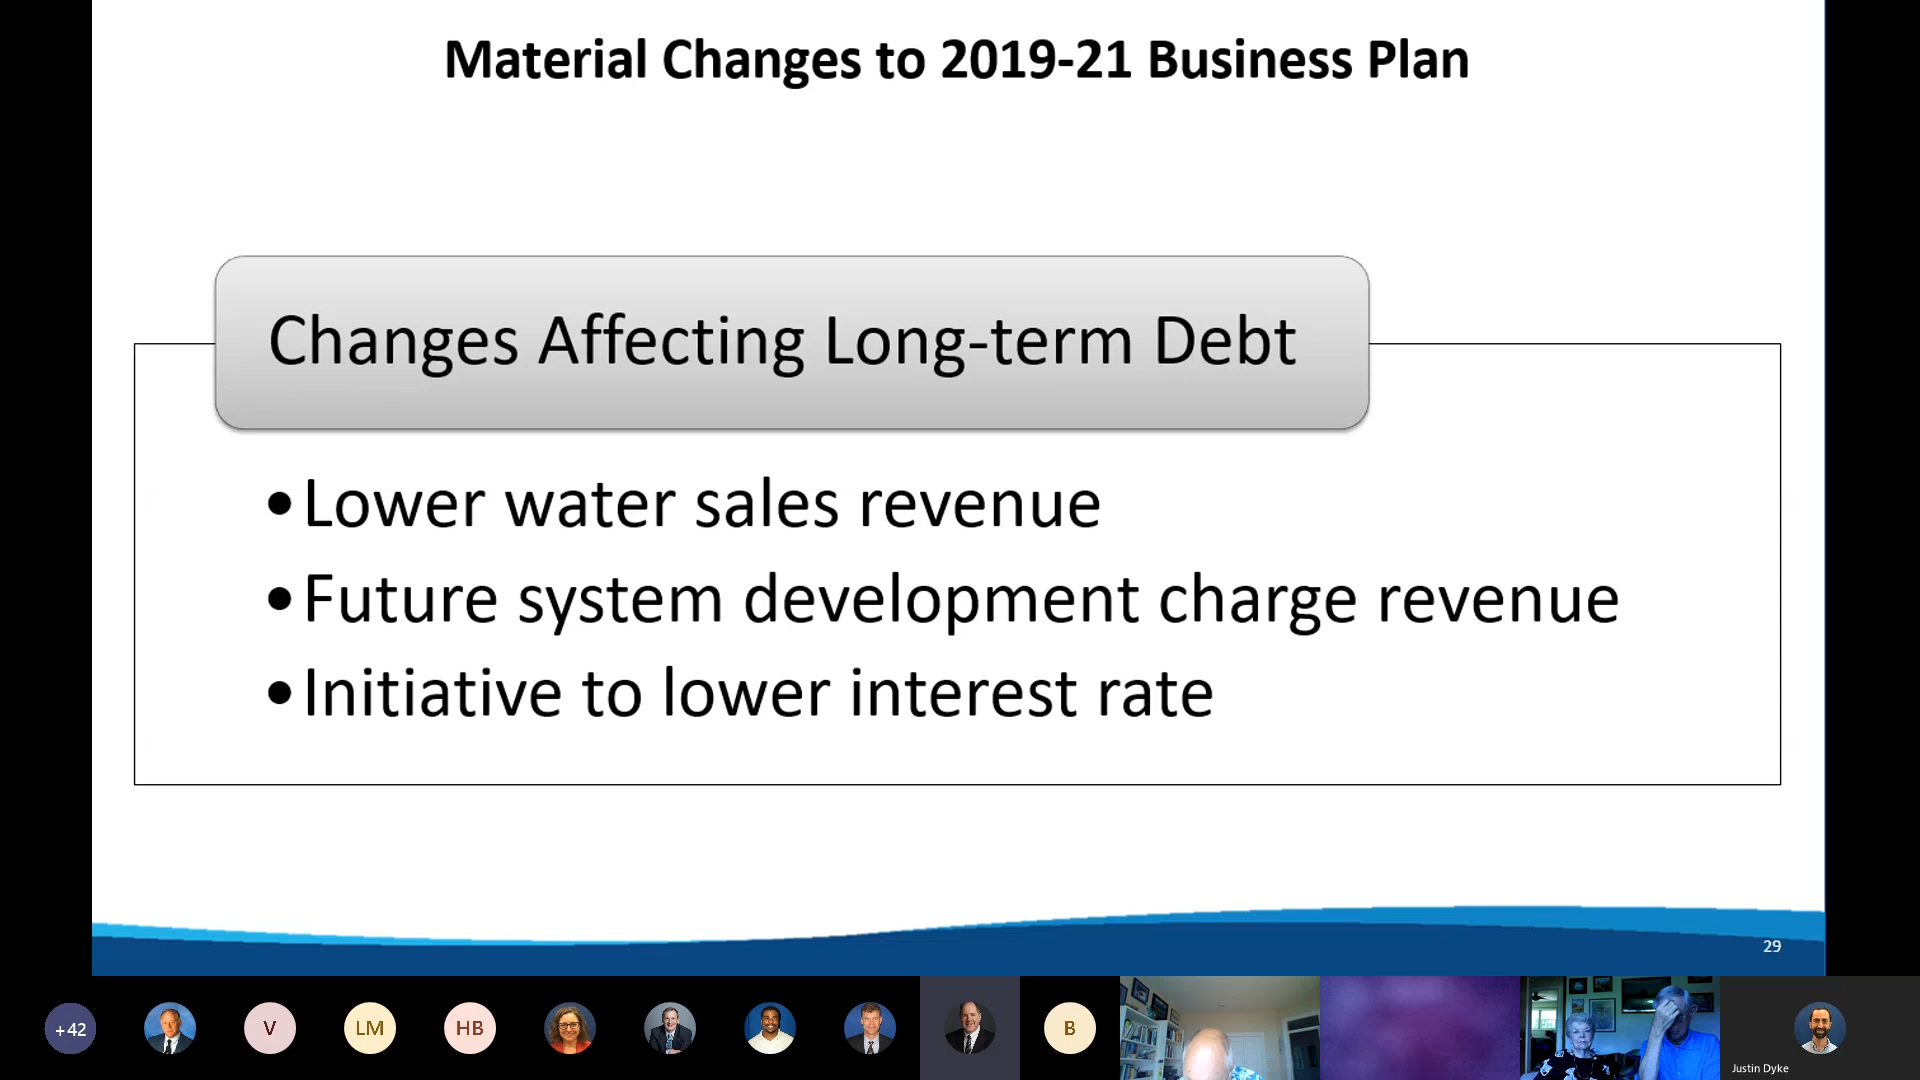 Material Changes to 2019-21 Business Plan
Changes Affecting Long-term Debt
•Lower water sales revenue
•Future system development charge revenue
•Initiative to lower interest rate
29
+42
V
LM
HB
B
Justin Dyke